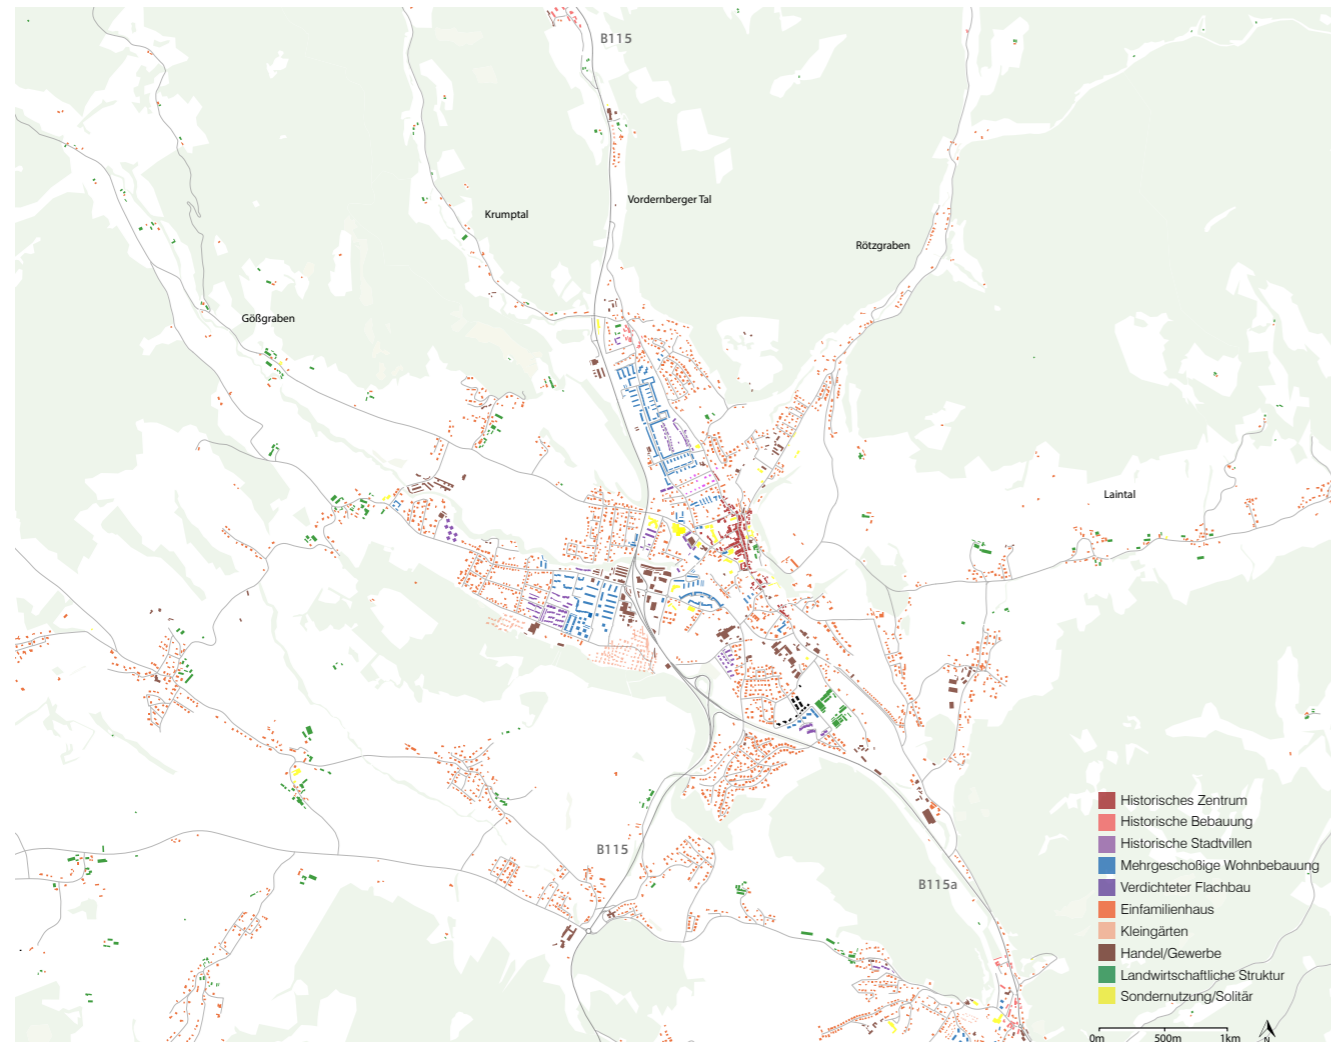 B115
Vordernberger Tal
Krumptal
Rötzgraben
Gößgraben
Laintal
B115
B115a
Historisches Zentrum
Historische Bebauung
Historische Stadtvillen
Mehrgeschoßige Wohnbebauung
Verdichteter Flachbau
Einfamilienhaus
Kleingärten
Handel/Gewerbe
Landwirtschaftliche Struktur
Sondernutzung/Solitär
0m 500m 1km N